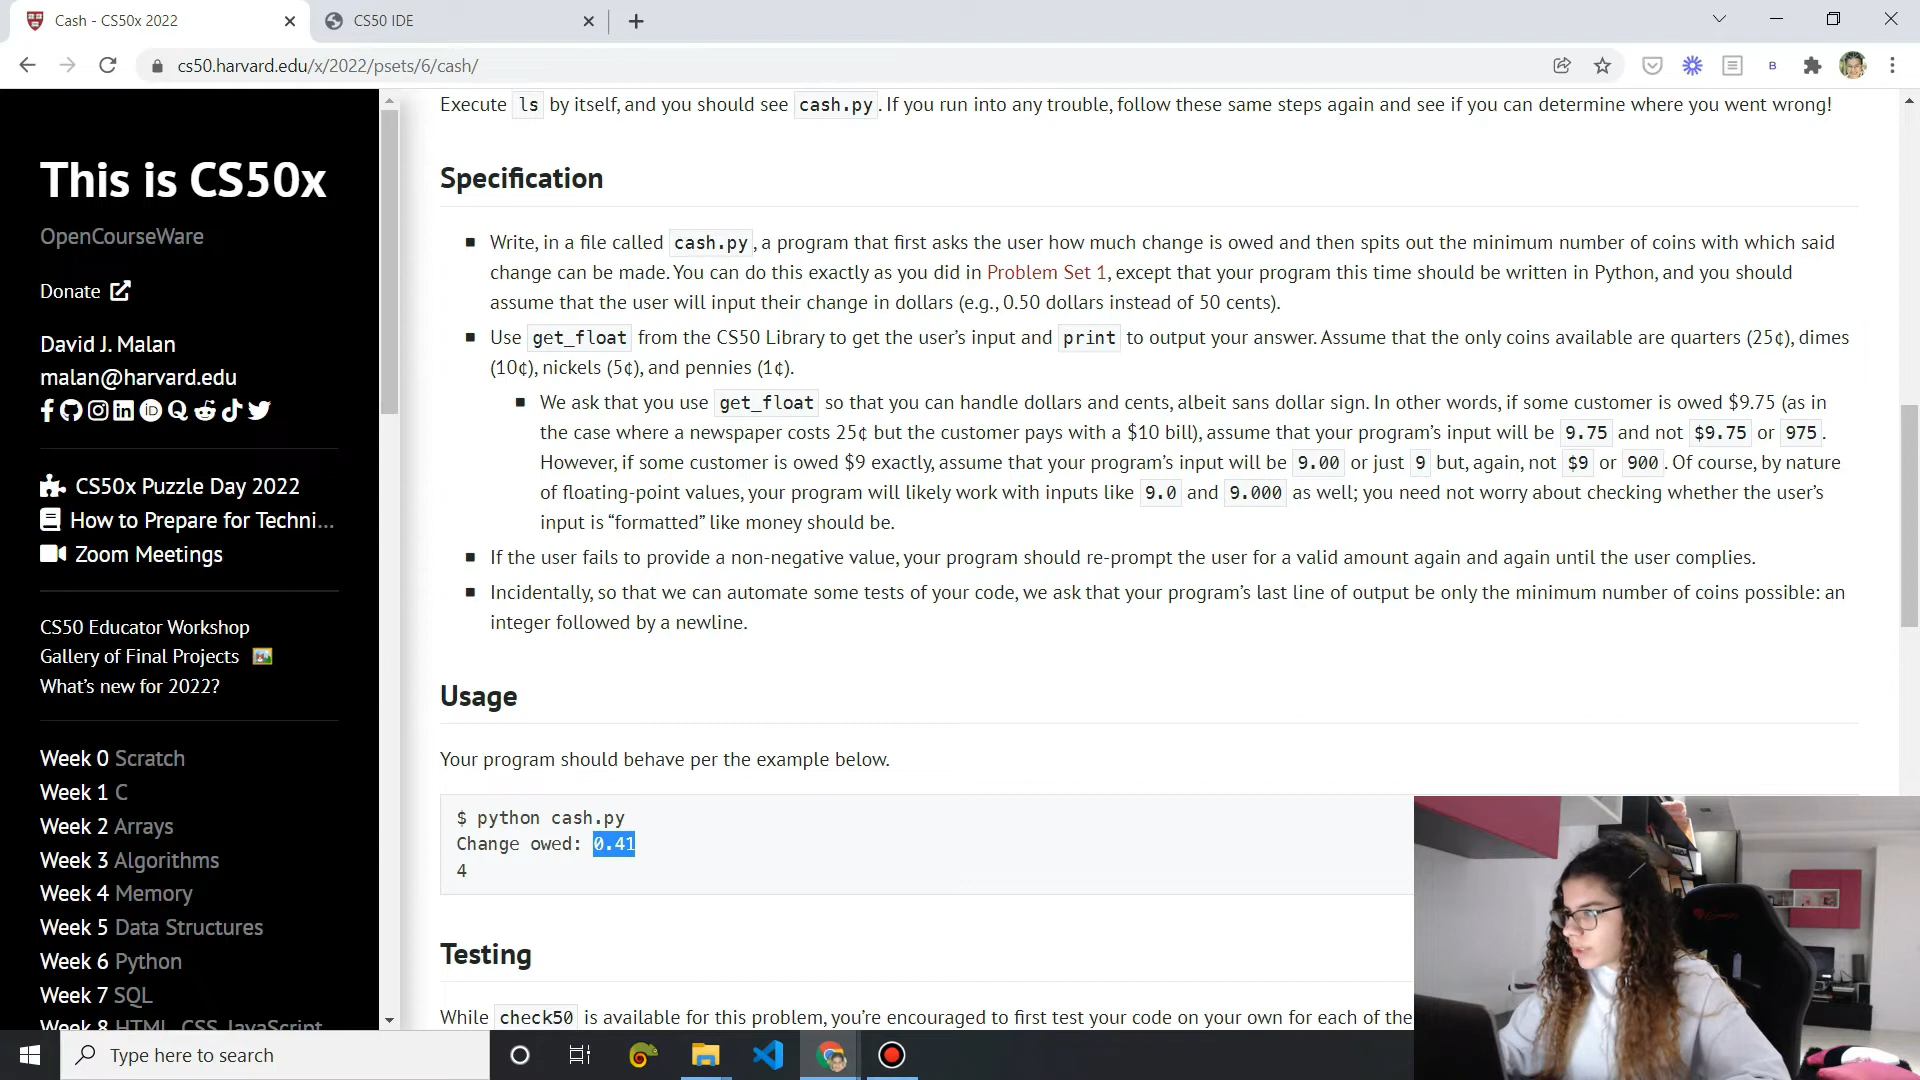 Cash - CS50x 2022
CS50 IDE
cs50.harvard.edu/x/2022/psets/6/cash/
B
This is CS50x
OpenCourseWare
Donate
David J. Malan
malan@harvard.edu
CS50x Puzzle Day 2022
How to Prepare for Techni...
Zoom Meetings
CS50 Educator Workshop
Gallery of Final Projects
What's new for 2022?
Week 0 Scratch
Week 1 C
Week 2 Arrays
Week 3 Algorithms
Week 4 Memory
Week 5 Data Structures
Week 6 Python
Week 7 SQL
Week 8 HTML, CSS, JavaScript
Execute ls by itself, and you should see cash.py. If you run into any trouble, follow these same steps again and see if you can determine where you went wrong!
Specification
Write, in a file called cash.py, a program that first asks the user how much change is owed and then spits out the minimum number of coins with which said
change can be made. You can do this exactly as you did in Problem Set 1, except that your program this time should be written in Python, and you should
assume that the user will input their change in dollars (e.g., 0.50 dollars instead of 50 cents).
Use get_float from the CS50 Library to get the user’s input and print to output your answer. Assume that the only coins available are quarters (25¢), dimes
(10¢), nickels (5¢), and pennies (1¢).
We ask that you use get_float so that you can handle dollars and cents, albeit sans dollar sign. In other words, if some customer is owed $9.75 (as in
the case where a newspaper costs 25¢ but the customer pays with a $10 bill), assume that your program’s input will be 9.75 and not $9.75 or 975.
However, if some customer is owed $9 exactly, assume that your program’s input will be 9.00 or just 9 but, again, not $9 or 900. Of course, by nature
of floating-point values, your program will likely work with inputs like 9.0 and 9.000 as well; you need not worry about checking whether the user’s
input is “formatted” like money should be.
If the user fails to provide a non-negative value, your program should re-prompt the user for a valid amount again and again until the user complies.
Incidentally, so that we can automate some tests of your code, we ask that your program’s last line of output be only the minimum number of coins possible: an
integer followed by a newline.
Usage
Your program should behave per the example below.
$ python cash.py
Change owed: 0.41
4
Testing
While check50 is available for this problem, you’re encouraged to first test your code on your own for each of the
Type here to search